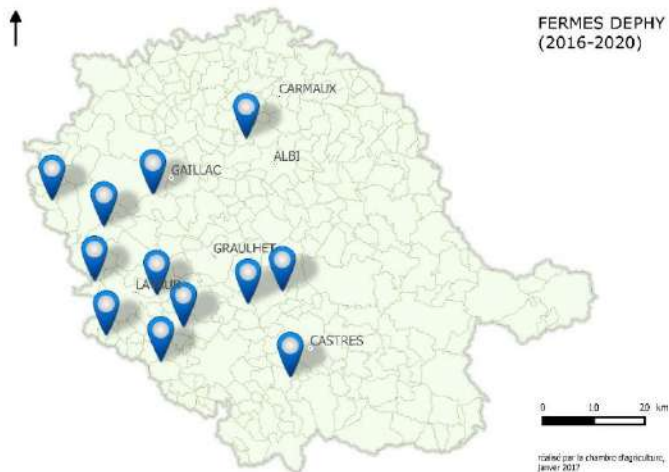 FERMES DEPHY
(2016-2020)
CARMAUX
ALBI
GAILLAC
GRAULHET
CASTRES
0 10 20 km
réalisé par la chambre d'agriculture,
janvier 2017